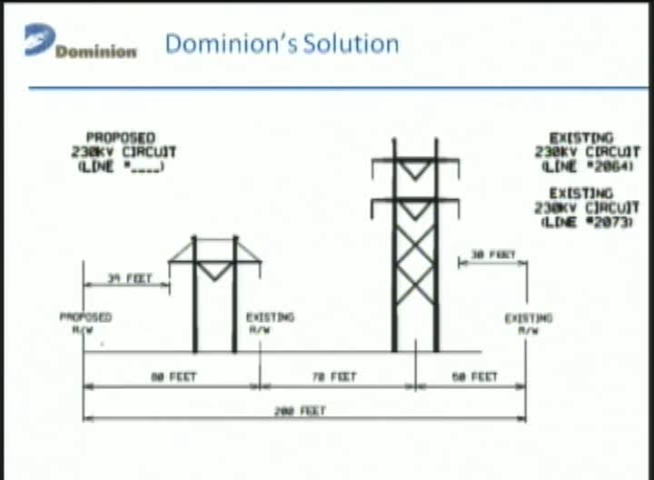 Dominion
Dominion's Solution
PROPOSED
230KV CIRCUIT
(LINE #____)
EXISTING
230KV CIRCUIT
(LINE #2064)
EXISTING
230KV CIRCUIT
(LINE #2073)
39 FEET
30 FEET
PROPOSED
R/W
EXISTING
R/W
EXISTING
R/W
80 FEET
70 FEET
50 FEET
200 FEET